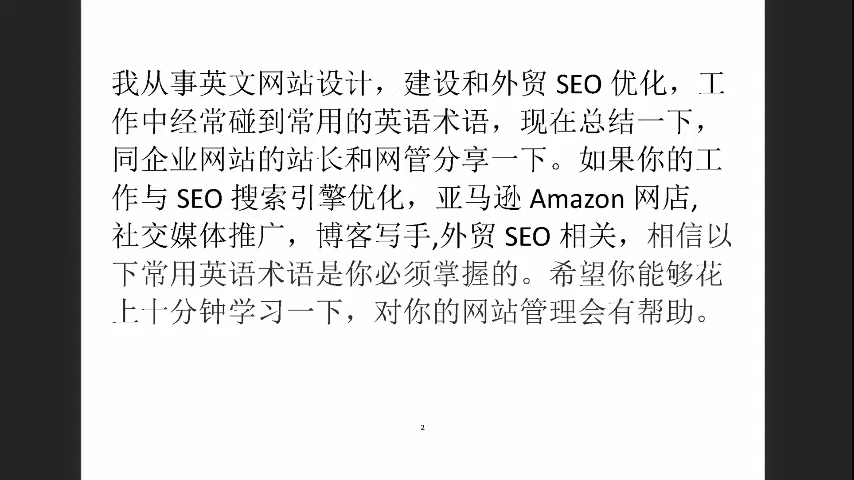 我从事英文网站设计，建设和外贸 SEO 优化，工
作中经常碰到常用的英语术语，现在总结一下，
同企业网站的站长和网管分享一下。如果你的工
作与 SEO 搜索引擎优化，亚马逊 Amazon 网店,
社交媒体推广，博客写手,外贸 SEO 相关，相信以
下常用英语术语是你必须掌握的。希望你能够花
上十分钟学习一下，对你的网站管理会有帮助。
2